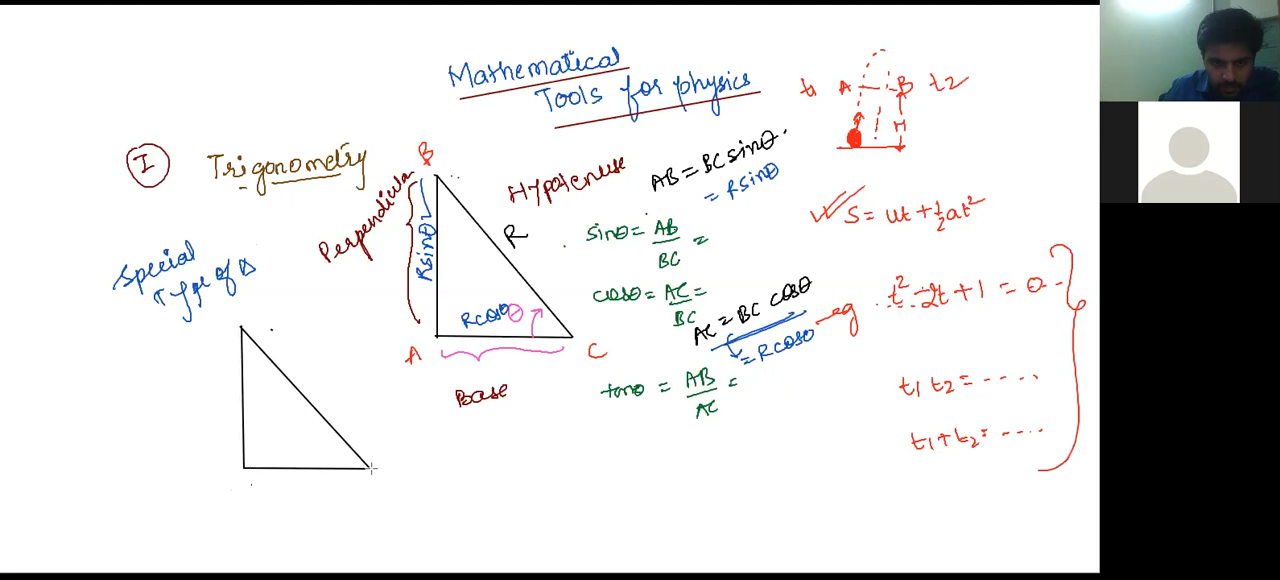 Mathematical
Tools for physics
t1 A B t2
H
I Trigonometry
B
Perpendicular
Hypotenuse
AB = BC sinθ
= Rsinθ
Rsinθ
R
sinθ = AB/BC =
S = ut + 1/2 at²
Special
Type of Δ
cosθ = AC/BC =
AC = BC cosθ
= Rcosθ
eg t² - 2t + 1 = 0
Rcosθ θ
A C
Base
tanθ = AB/AC =
t1 t2 = .....
t1 + t2 = ....